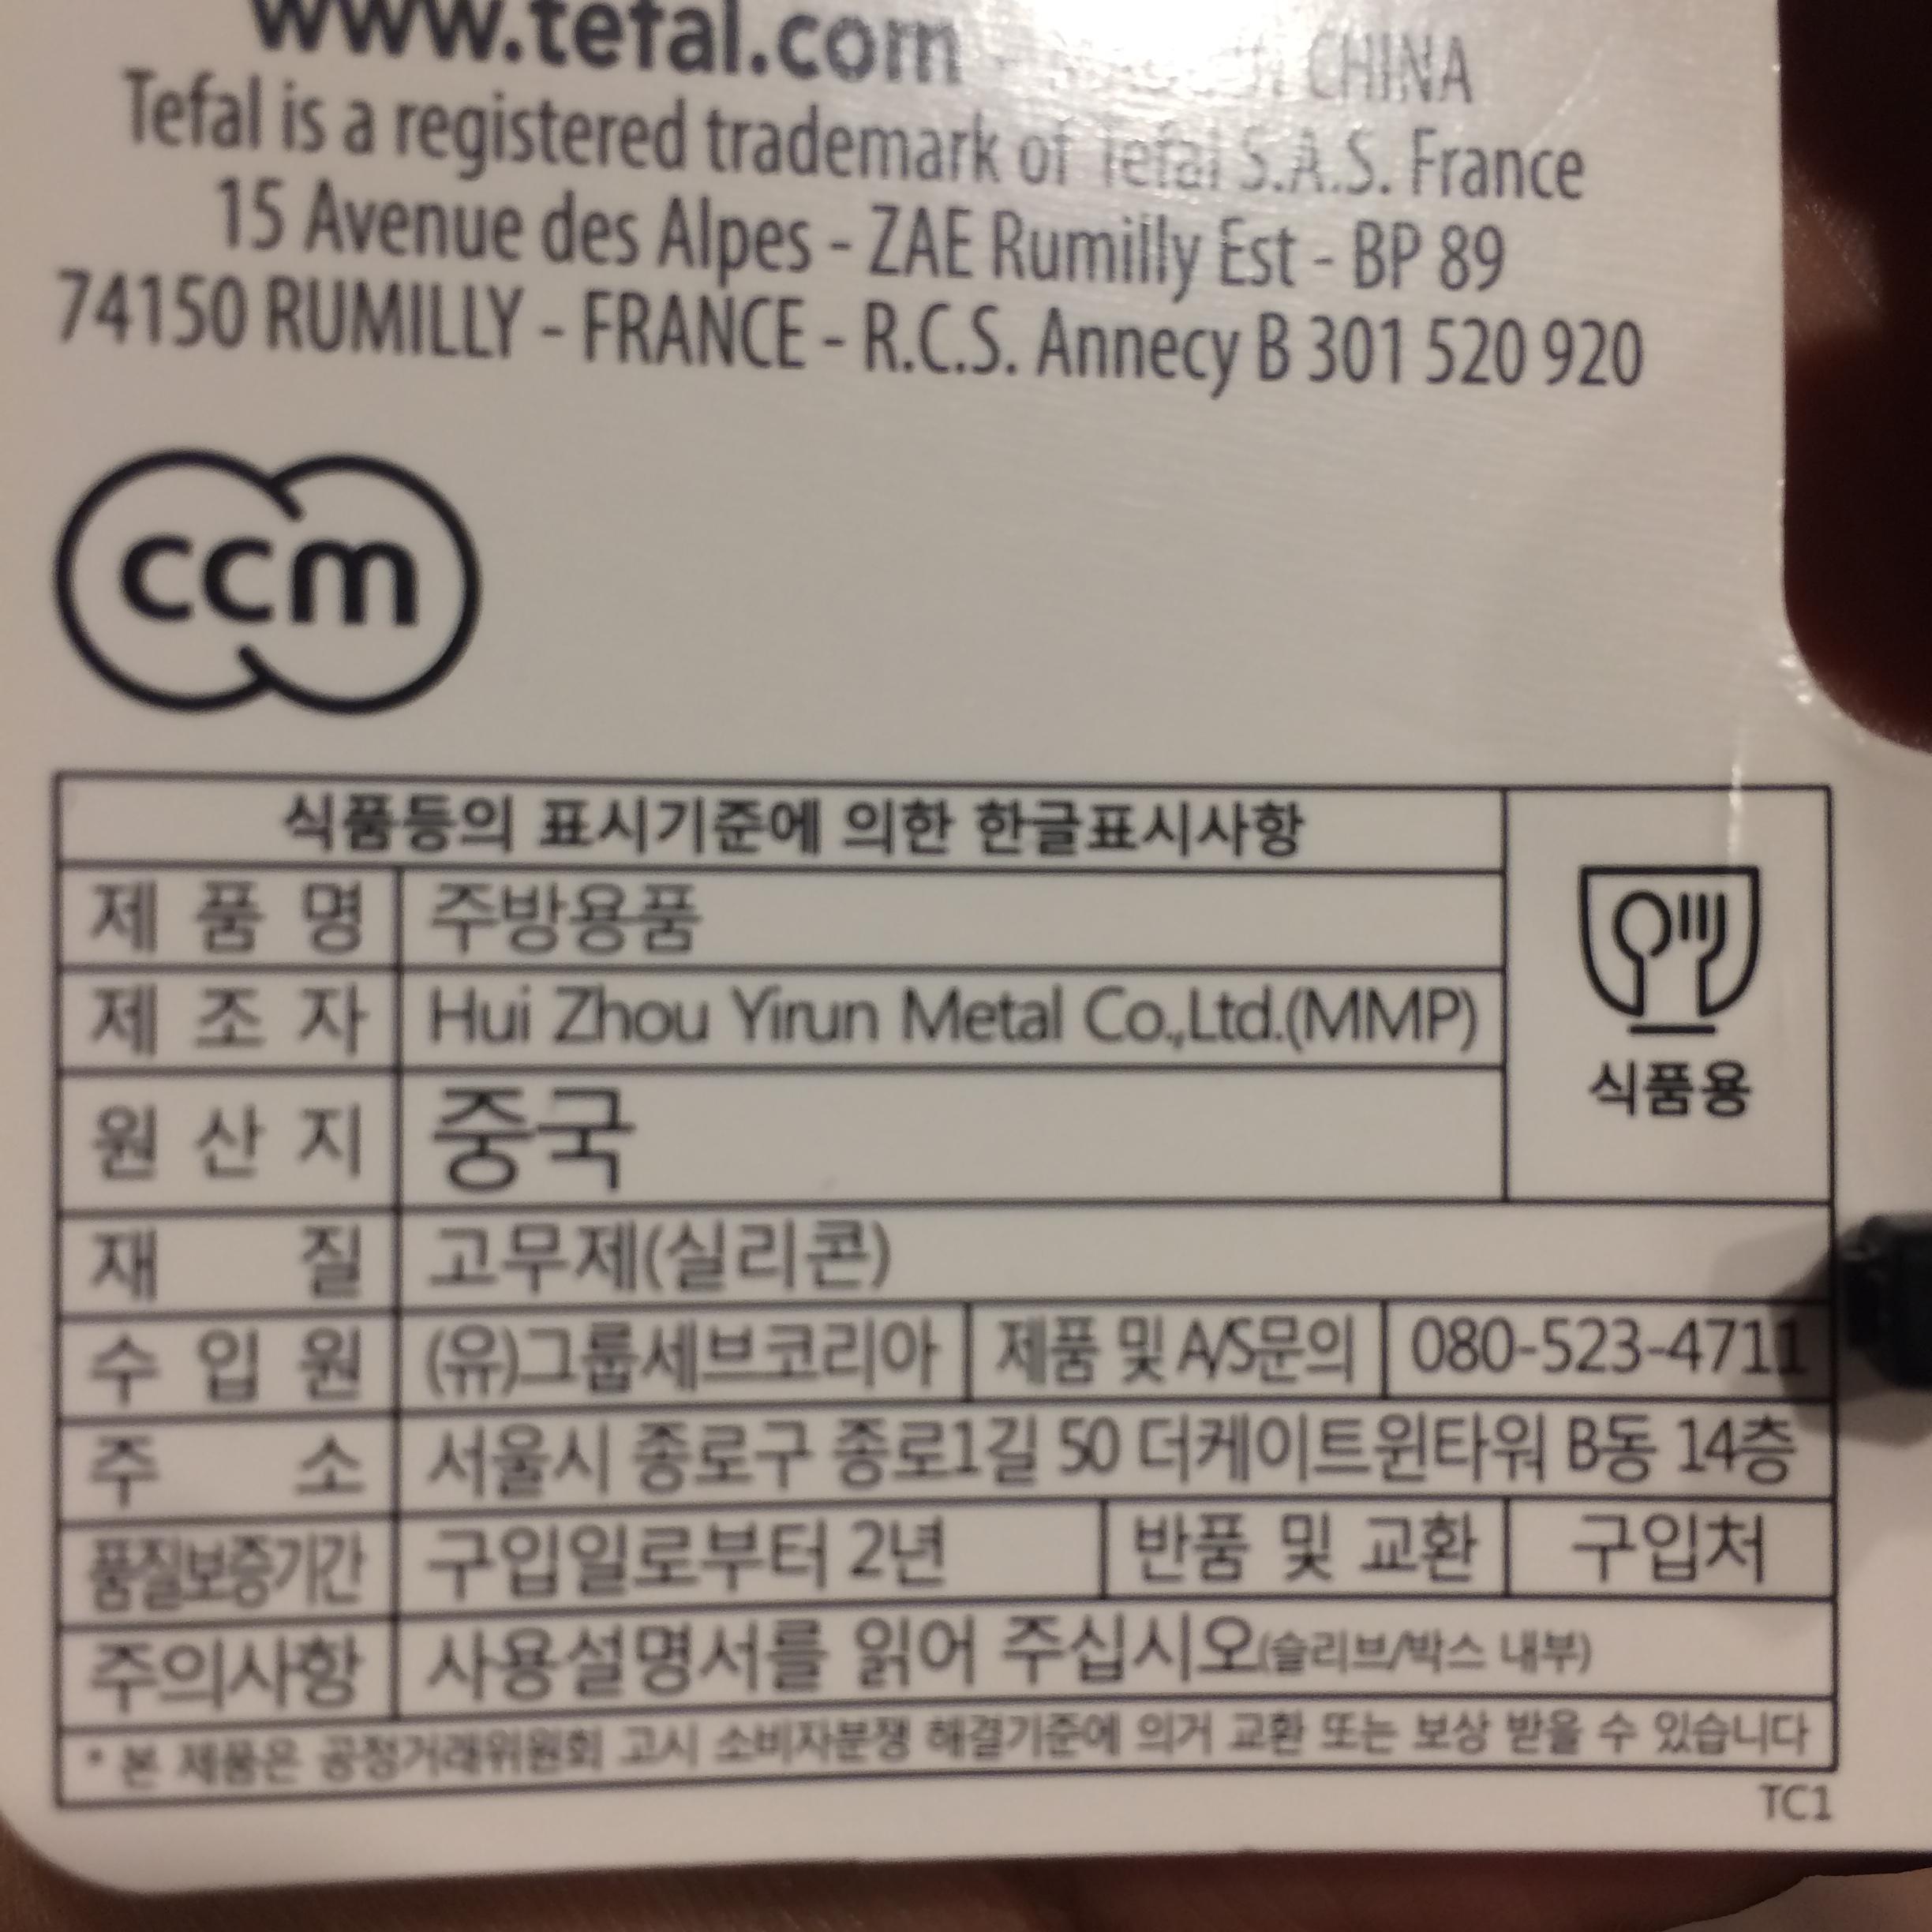 www.tefal.com - Made in CHINA
Tefal is a registered trademark of Tefal S.A.S. France
15 Avenue des Alpes - ZAE Rumilly Est - BP 89
74150 RUMILLY - FRANCE - R.C.S. Annecy B 301 520 920
ccm
식품등의 표시기준에 의한 한글표시사항
제 품 명 주방용품
제 조 자 Hui Zhou Yirun Metal Co.,Ltd.(MMP)
원 산 지 중국
식품용
재 질 고무제(실리콘)
수 입 원 (유)그룹세브코리아 제품 및 A/S문의 080-523-4711
주 소 서울시 종로구 종로1길 50 더케이트윈타워 B동 14층
품질보증기간 구입일로부터 2년 반품 및 교환 구입처
주의사항 사용설명서를 읽어 주십시오(슬리브/박스 내부)
* 본 제품은 공정거래위원회 고시 소비자분쟁 해결기준에 의거 교환 또는 보상 받을 수 있습니다
TC1